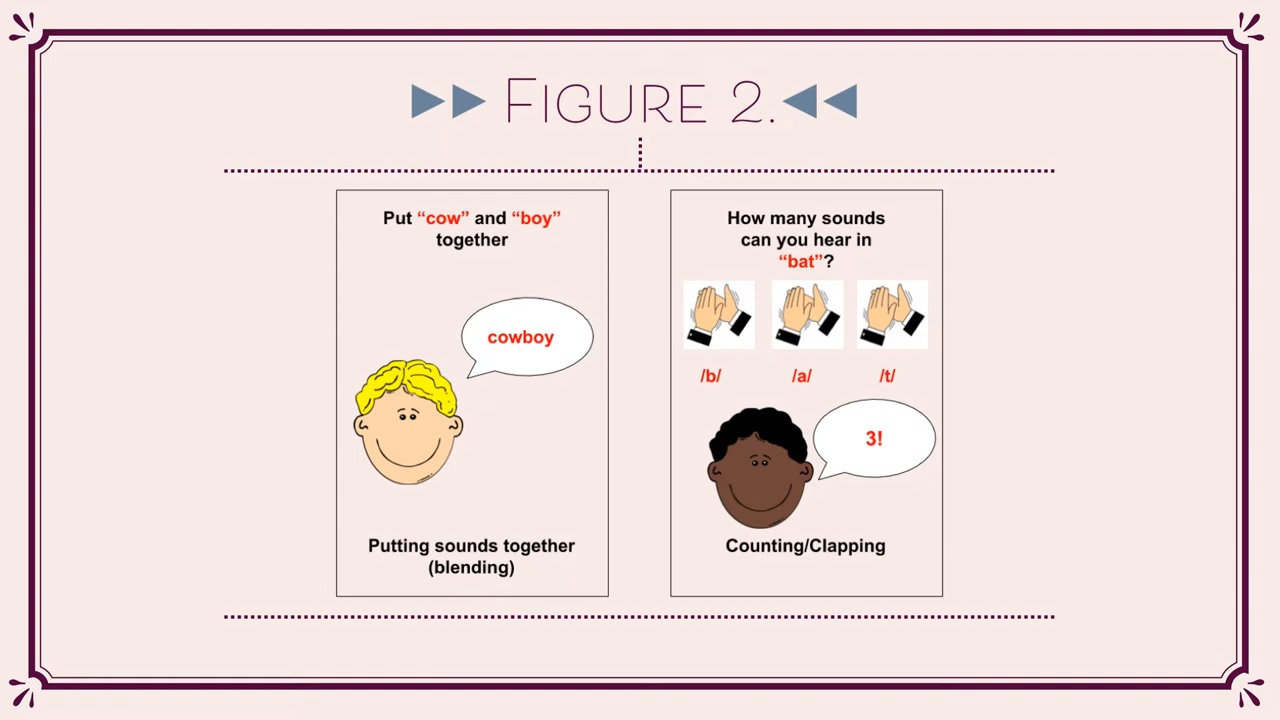 FIGURE 2.
Put “cow” and “boy”
together
cowboy
Putting sounds together
(blending)
How many sounds
can you hear in
“bat”?
/b/ /a/ /t/
3!
Counting/Clapping